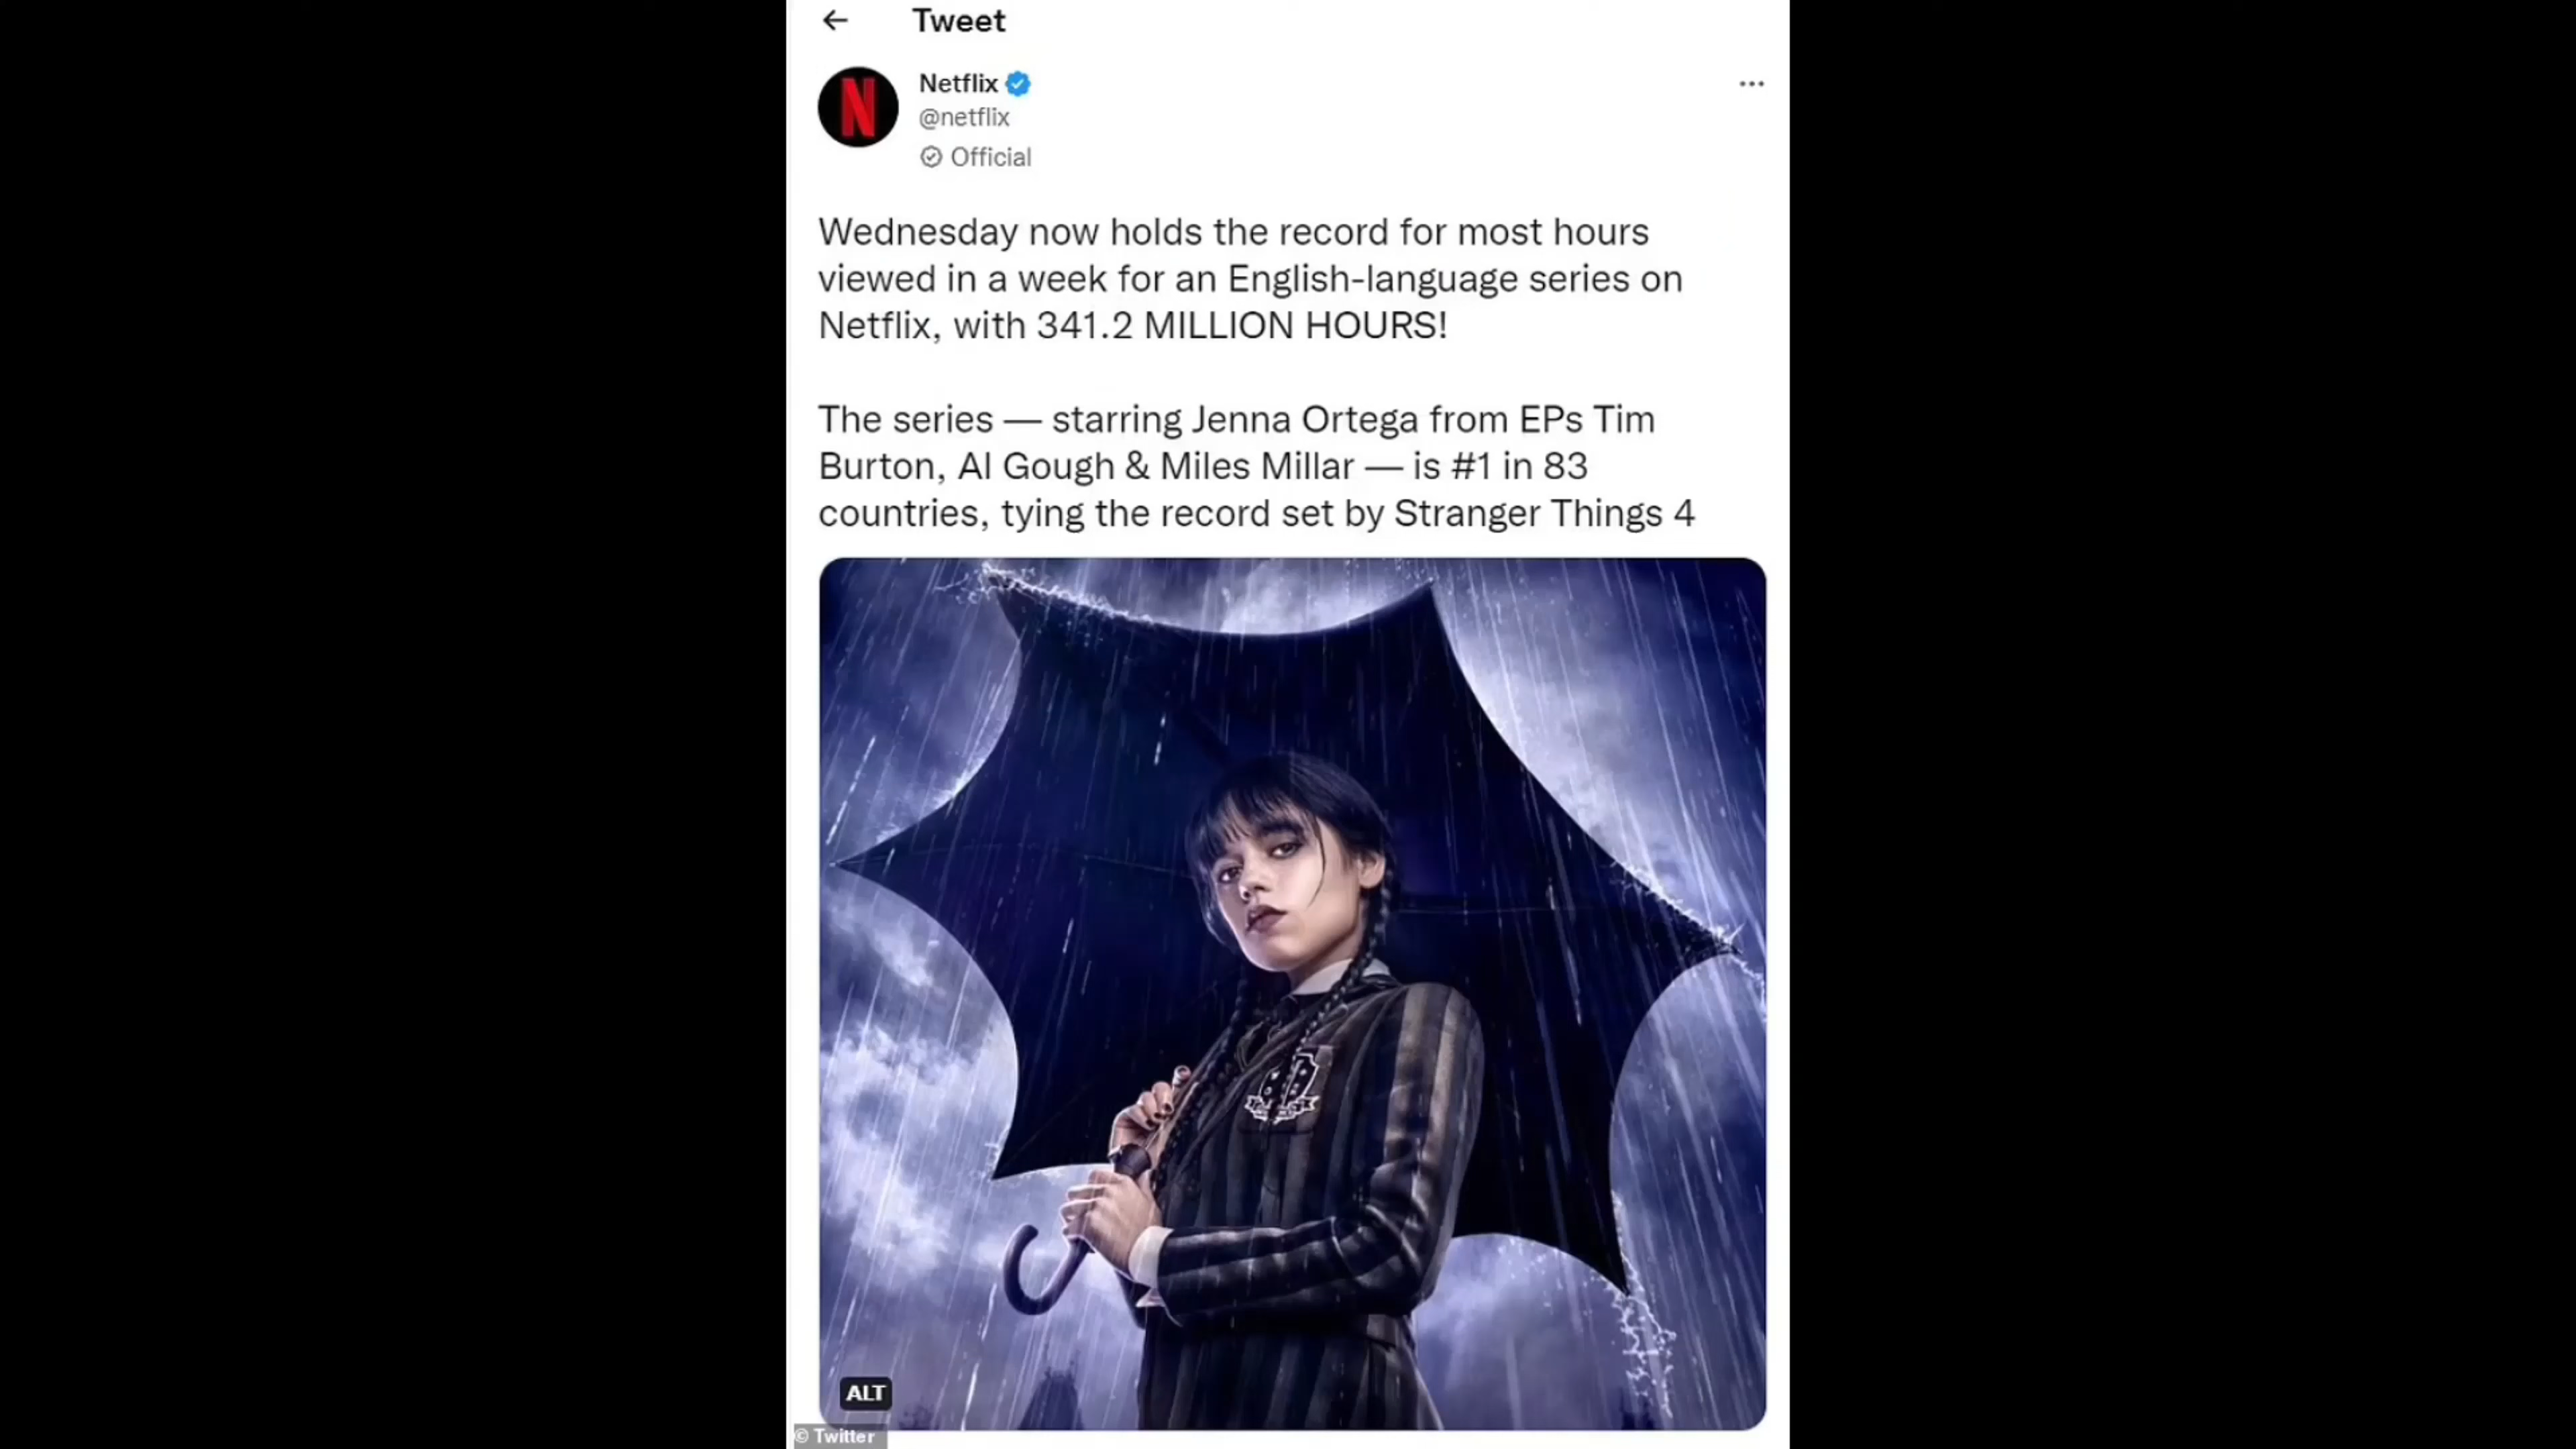 Tweet
Netflix
@netflix
Official
Wednesday now holds the record for most hours
viewed in a week for an English-language series on
Netflix, with 341.2 MILLION HOURS!
The series — starring Jenna Ortega from EPs Tim
Burton, Al Gough & Miles Millar — is #1 in 83
countries, tying the record set by Stranger Things 4
ALT
© Twitter